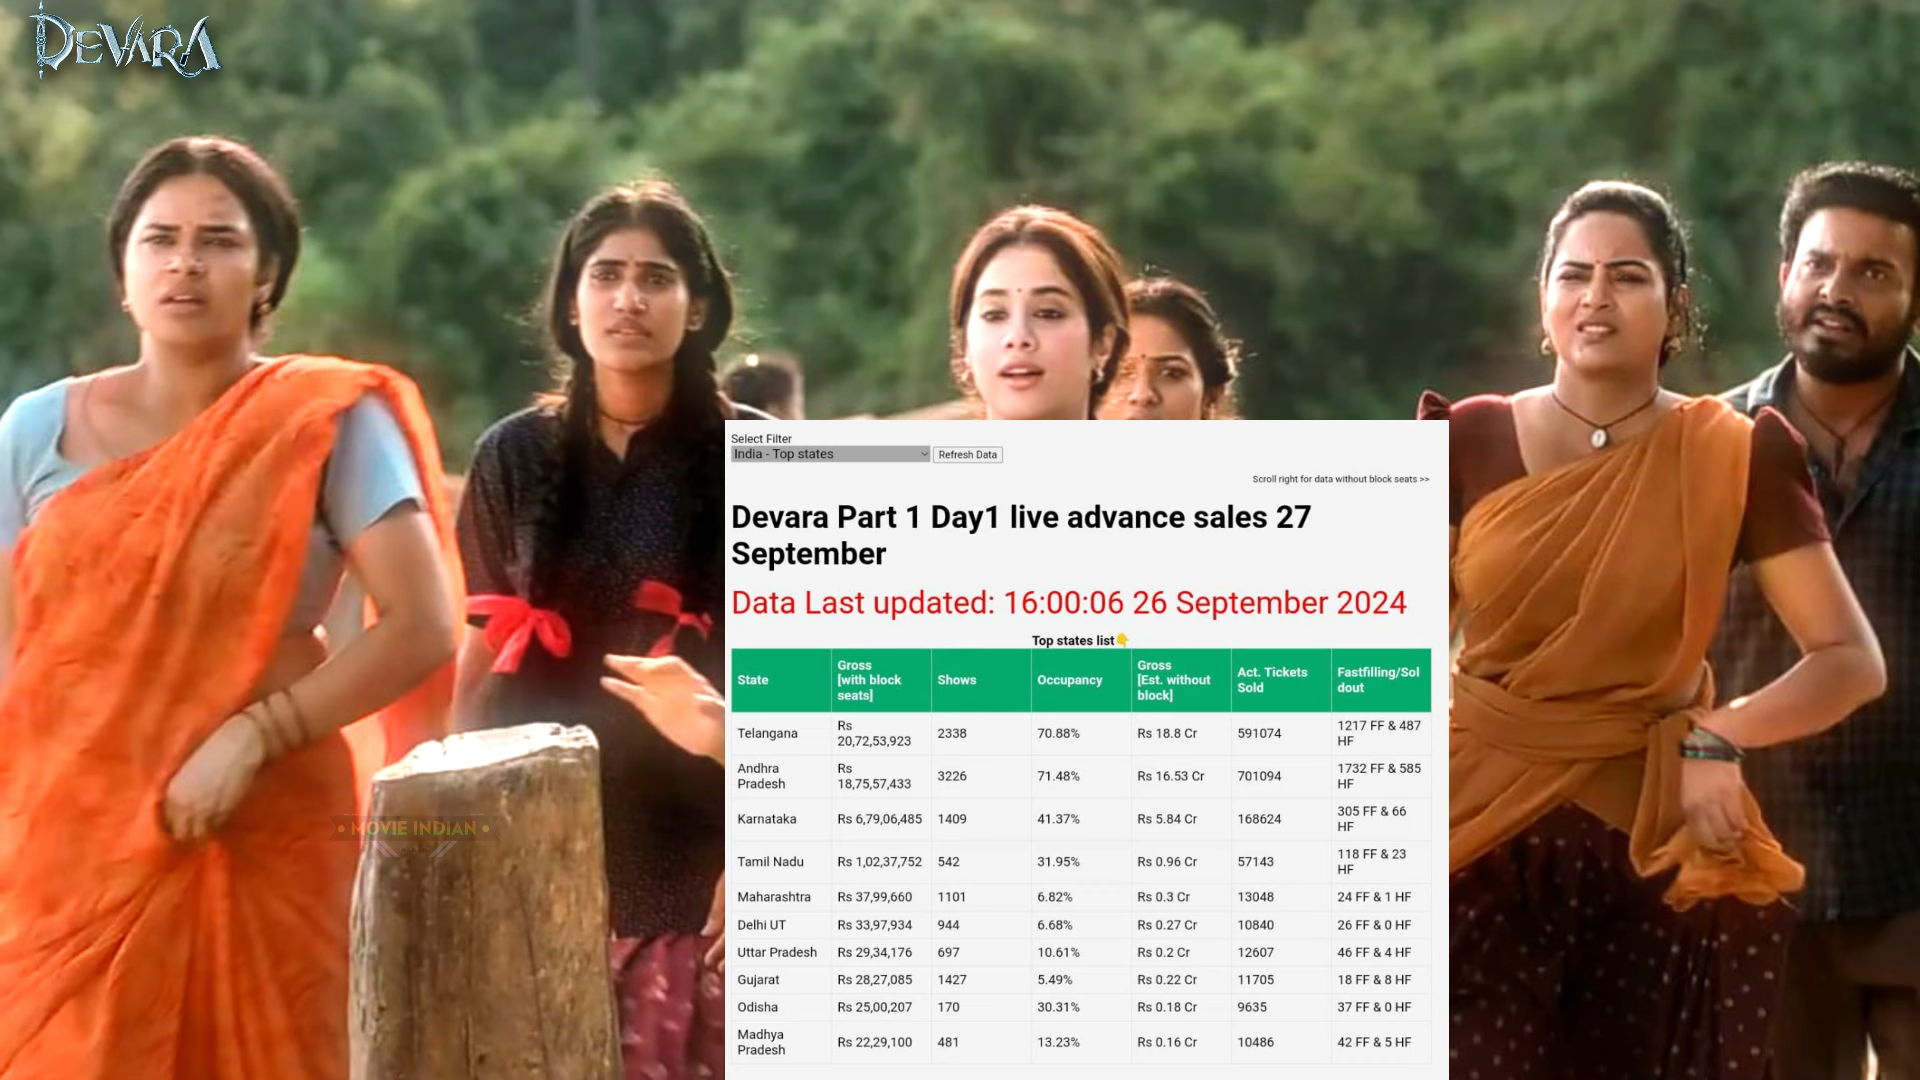 DEVARA
Select Filter
India - Top states
Refresh Data
Scroll right for data without block seats >>
Devara Part 1 Day1 live advance sales 27
September
Data Last updated: 16:00:06 26 September 2024
Top states list👇
State Gross [with block seats] Shows Occupancy Gross [Est. without block] Act. Tickets Sold Fastfilling/Soldout
Telangana Rs 20,72,53,923 2338 70.88% Rs 18.8 Cr 591074 1217 FF & 487 HF
Andhra Pradesh Rs 18,75,57,433 3226 71.48% Rs 16.53 Cr 701094 1732 FF & 585 HF
Karnataka Rs 6,79,06,485 1409 41.37% Rs 5.84 Cr 168624 305 FF & 66 HF
Tamil Nadu Rs 1,02,37,752 542 31.95% Rs 0.96 Cr 57143 118 FF & 23 HF
Maharashtra Rs 37,99,660 1101 6.82% Rs 0.3 Cr 13048 24 FF & 1 HF
Delhi UT Rs 33,97,934 944 6.68% Rs 0.27 Cr 10840 26 FF & 0 HF
Uttar Pradesh Rs 29,34,176 697 10.61% Rs 0.2 Cr 12607 46 FF & 4 HF
Gujarat Rs 28,27,085 1427 5.49% Rs 0.22 Cr 11705 18 FF & 8 HF
Odisha Rs 25,00,207 170 30.31% Rs 0.18 Cr 9635 37 FF & 0 HF
Madhya Pradesh Rs 22,29,100 481 13.23% Rs 0.16 Cr 10486 42 FF & 5 HF
• MOVIE INDIAN •